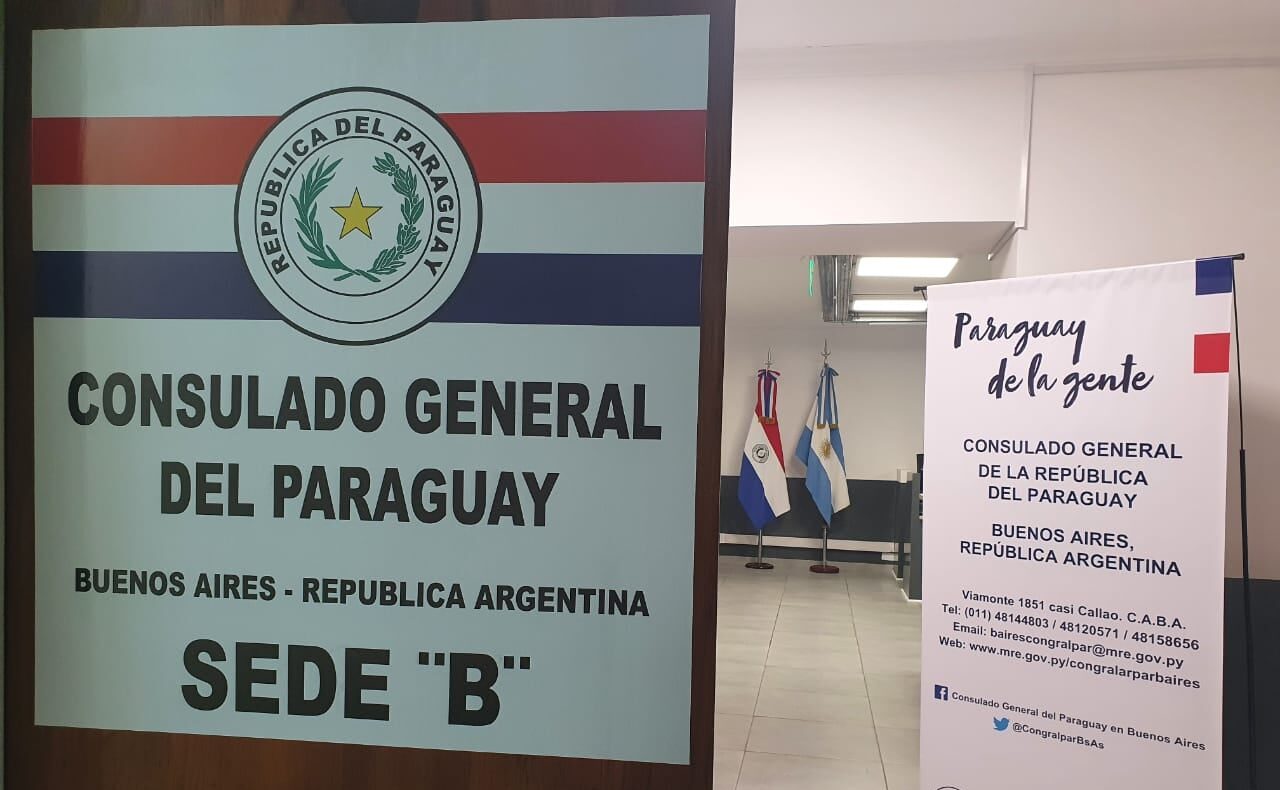 REPUBLICA DEL PARAGUAY
CONSULADO GENERAL
DEL PARAGUAY
BUENOS AIRES - REPUBLICA ARGENTINA
SEDE ¨B¨
Paraguay
de la gente
CONSULADO GENERAL
DE LA REPÚBLICA
DEL PARAGUAY
BUENOS AIRES,
REPÚBLICA ARGENTINA
Viamonte 1851 casi Callao. C.A.B.A.
Tel: (011) 48144803 / 48120571 / 48158656
Email: bairescongralpar@mre.gov.py
Web: www.mre.gov.py/congralarparbaires
Consulado General del Paraguay en Buenos Aires
@CongralparBsAs